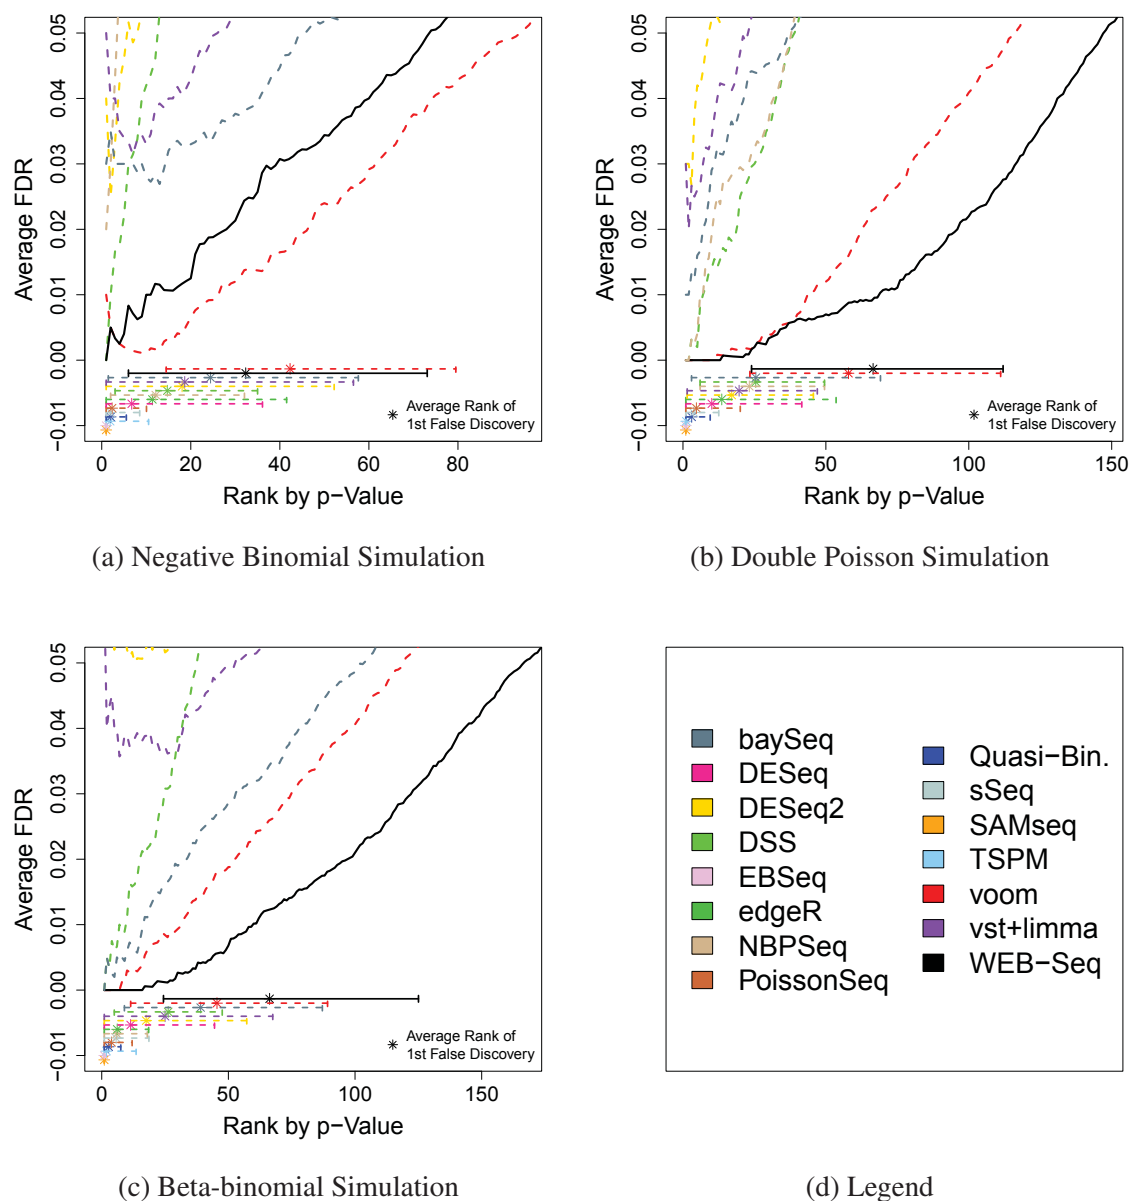 0.05
0.04
0.03
0.02
0.01
0.00
−0.01
Average FDR
0
20
40
60
80
Rank by p−Value
Average Rank of
1st False Discovery
(a) Negative Binomial Simulation
0.05
0.04
0.03
0.02
0.01
0.00
−0.01
Average FDR
0
50
100
150
Rank by p−Value
Average Rank of
1st False Discovery
(b) Double Poisson Simulation
0.05
0.04
0.03
0.02
0.01
0.00
−0.01
Average FDR
0
50
100
150
Rank by p−Value
Average Rank of
1st False Discovery
(c) Beta-binomial Simulation
baySeq
DESeq
DESeq2
DSS
EBSeq
edgeR
NBPSeq
PoissonSeq
Quasi−Bin.
sSeq
SAMseq
TSPM
voom
vst+limma
WEB−Seq
(d) Legend